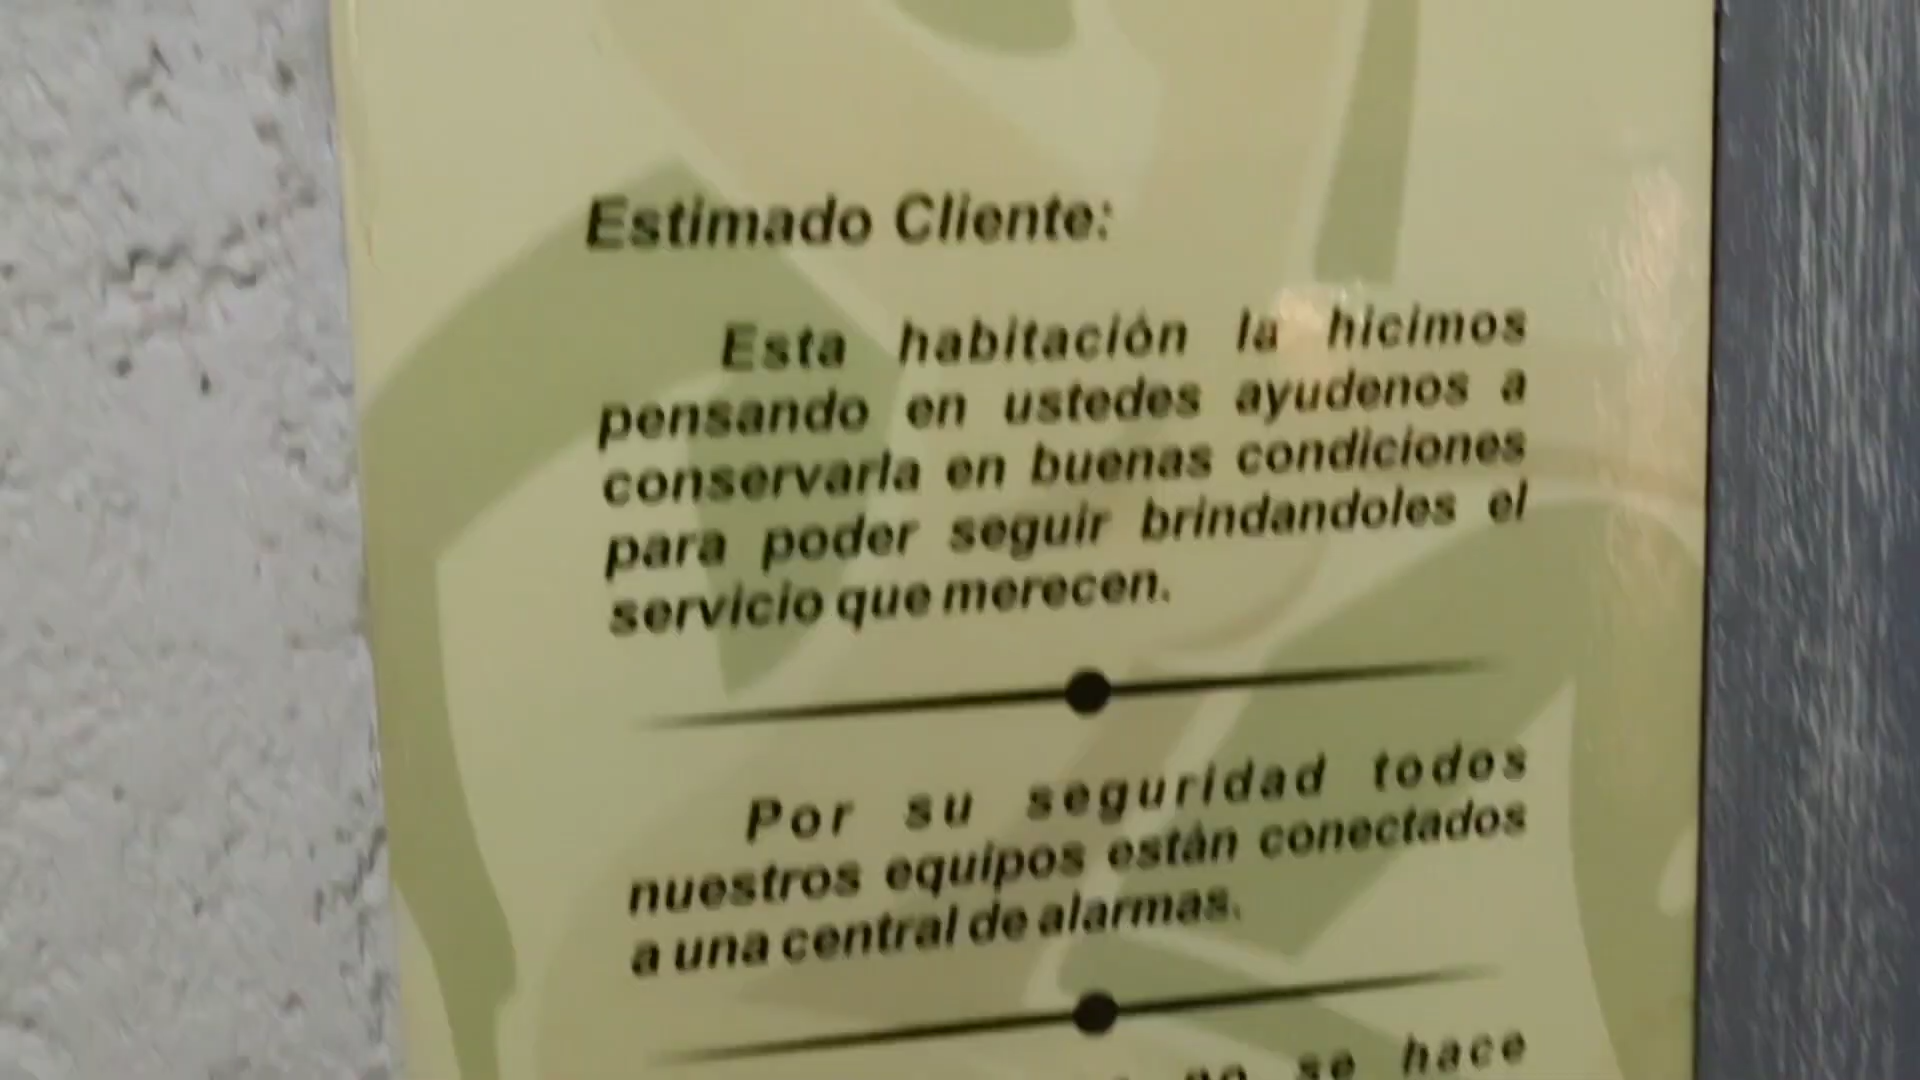 Estimado Cliente:
Esta habitación la hicimos
pensando en ustedes ayudenos a
conservarla en buenas condiciones
para poder seguir brindandoles el
servicio que merecen.
Por su seguridad todos
nuestros equipos están conectados
a una central de alarmas.
no se hace